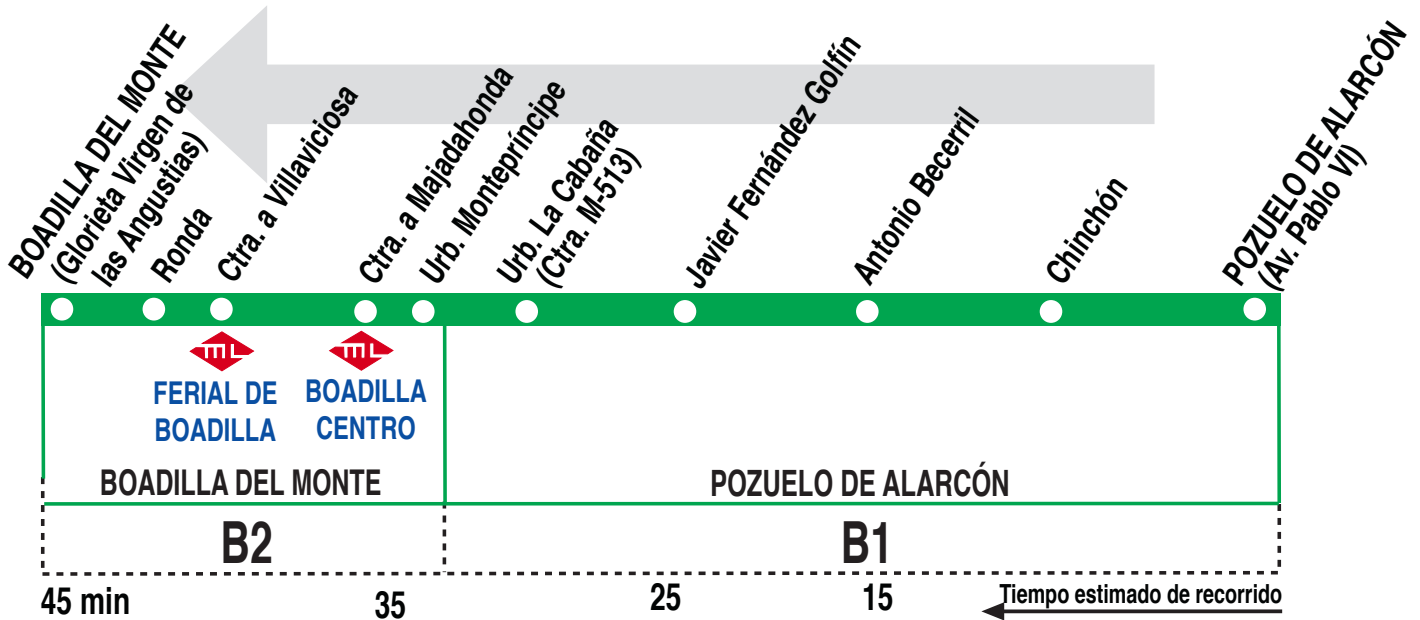 BOADILLA DEL MONTE
(Glorieta Virgen de
las Angustias)
Ronda
Ctra. a Villaviciosa
Ctra. a Majadahonda
Urb. Montepríncipe
Urb. La Cabaña
(Ctra. M-513)
Javier Fernández Golfín
Antonio Becerril
Chinchón
POZUELO DE ALARCÓN
(Av. Pablo VI)
ML
FERIAL DE
BOADILLA
ML
BOADILLA
CENTRO
BOADILLA DEL MONTE
POZUELO DE ALARCÓN
B2
B1
45 min
35
25
15
Tiempo estimado de recorrido